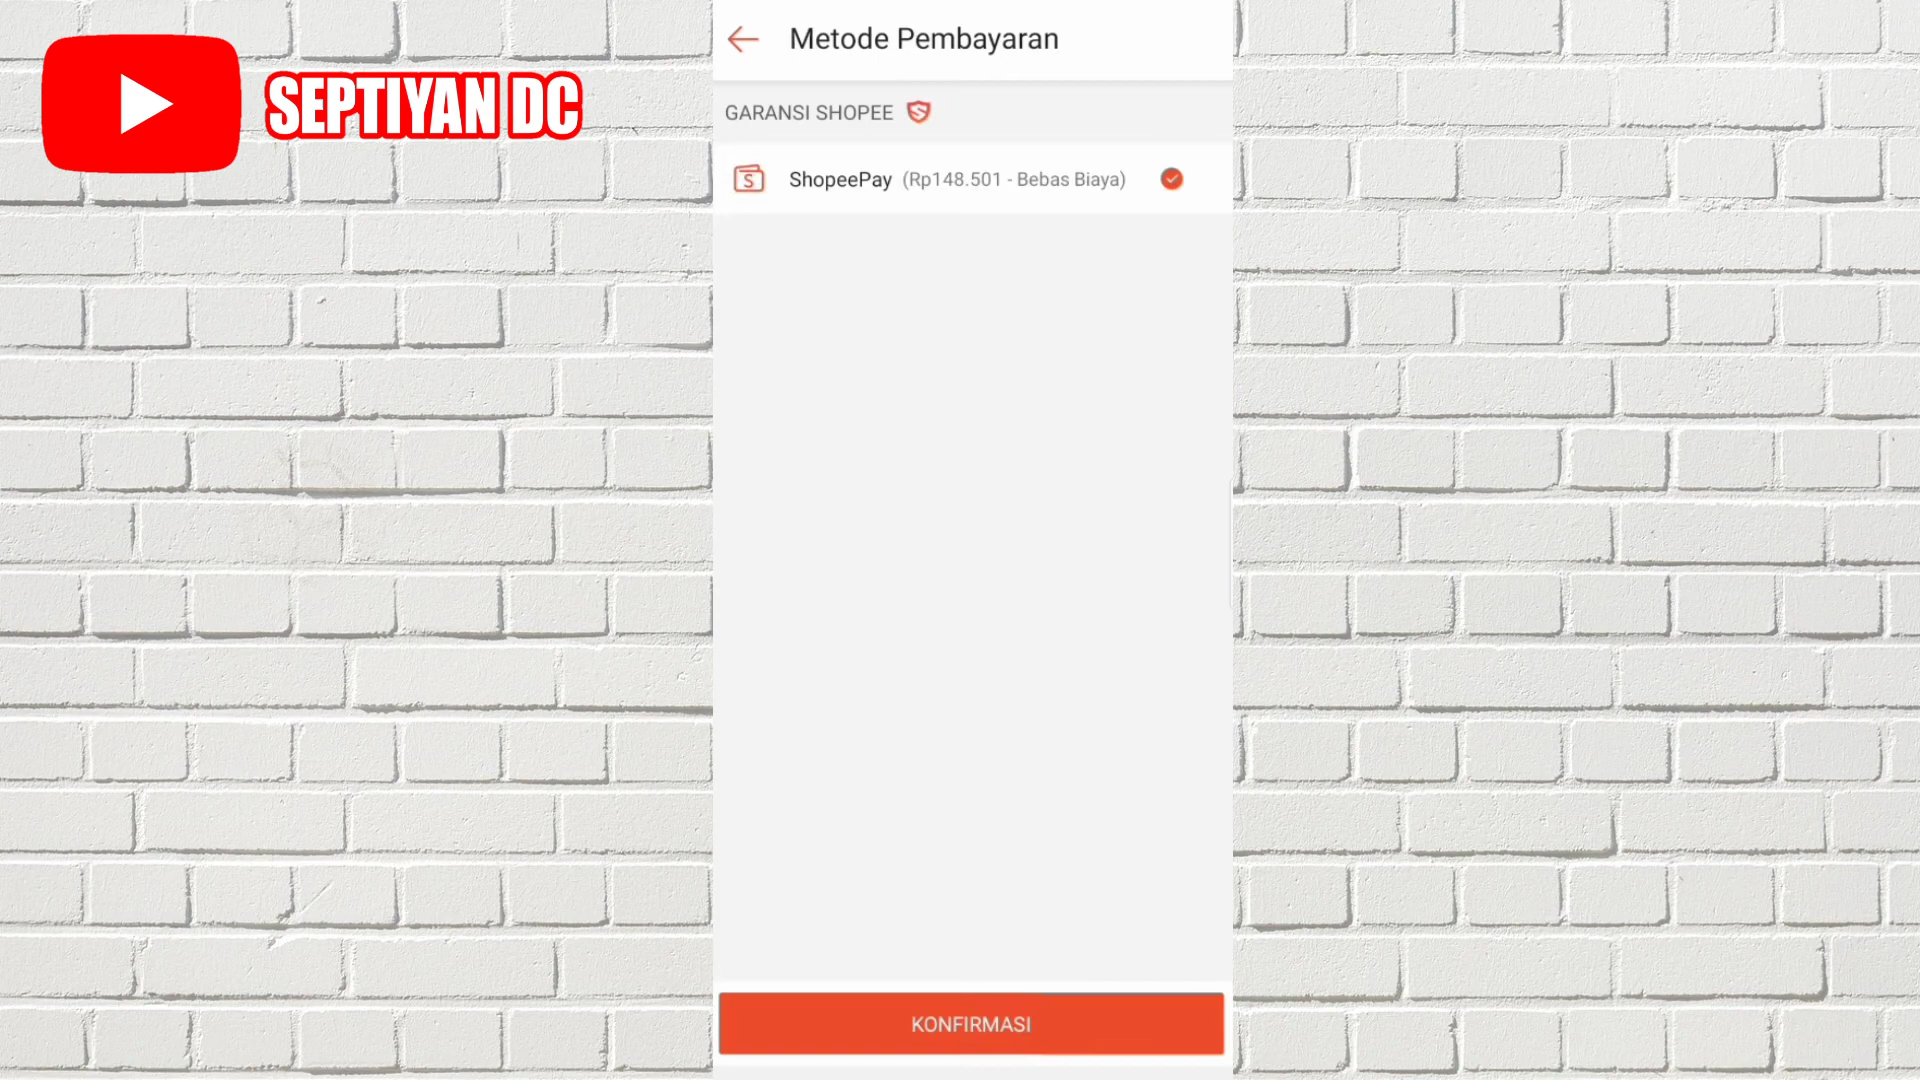 SEPTIYAN DC
Metode Pembayaran
GARANSI SHOPEE
ShopeePay (Rp148.501 - Bebas Biaya)
KONFIRMASI